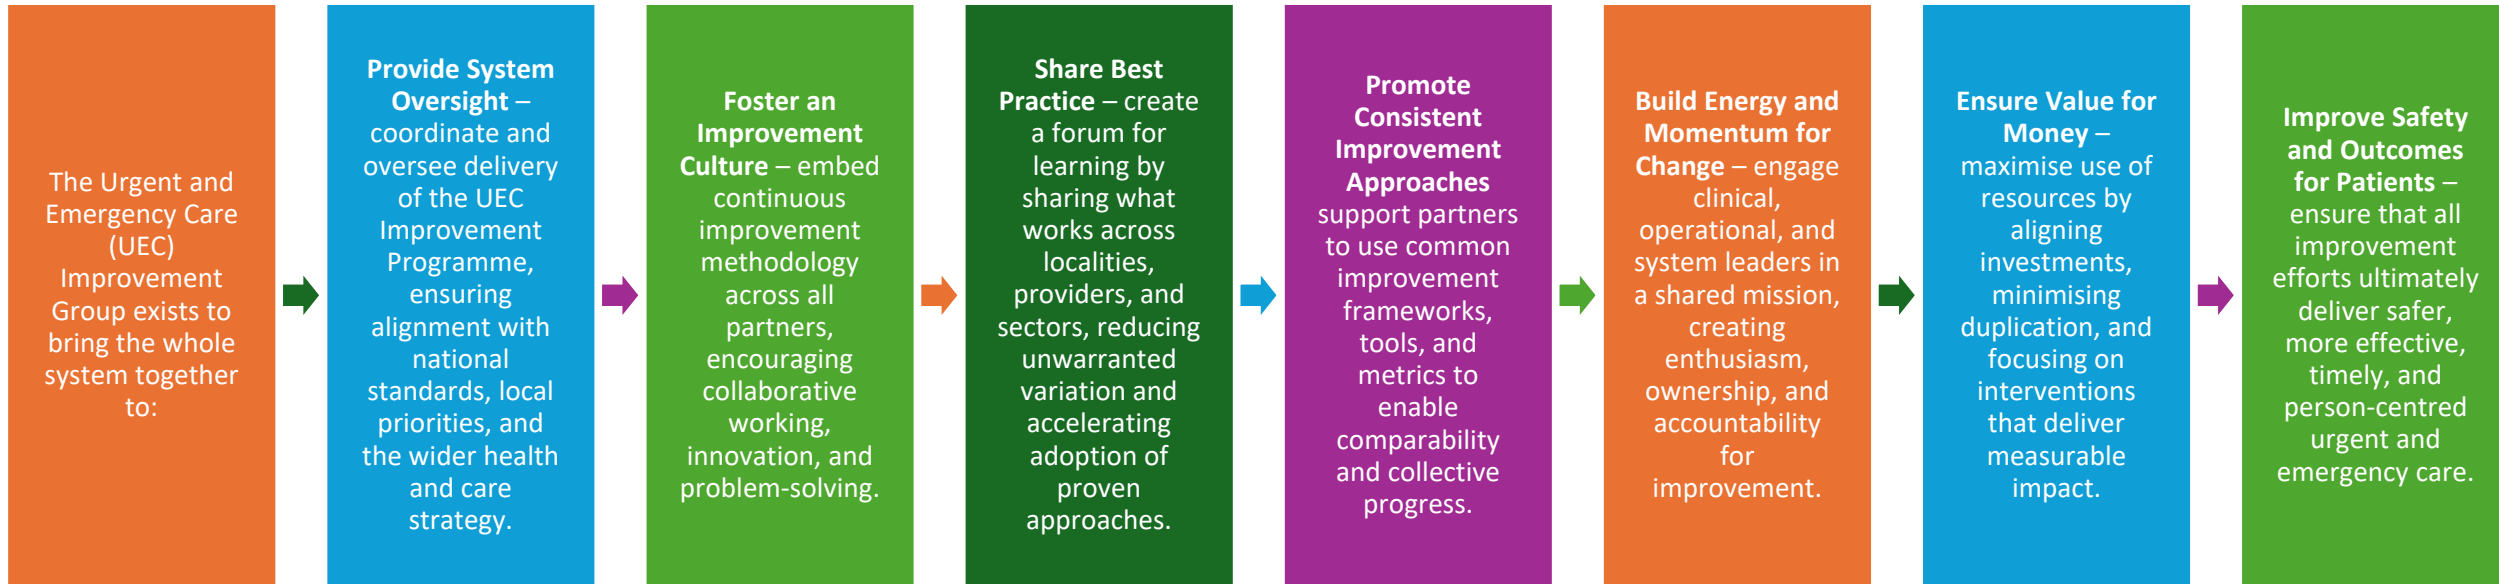 The Urgent and
Emergency Care
(UEC)
Improvement
Group exists to
bring the whole
system together
to:
Provide System
Oversight –
coordinate and
oversee delivery
of the UEC
Improvement
Programme,
ensuring
alignment with
national
standards, local
priorities, and
the wider health
and care
strategy.
Foster an
Improvement
Culture – embed
continuous
improvement
methodology
across all
partners,
encouraging
collaborative
working,
innovation, and
problem-solving.
Share Best
Practice – create
a forum for
learning by
sharing what
works across
localities,
providers, and
sectors, reducing
unwarranted
variation and
accelerating
adoption of
proven
approaches.
Promote
Consistent
Improvement
Approaches
support partners
to use common
improvement
frameworks,
tools, and
metrics to
enable
comparability
and collective
progress.
Build Energy and
Momentum for
Change – engage
clinical,
operational, and
system leaders in
a shared mission,
creating
enthusiasm,
ownership, and
accountability
for
improvement.
Ensure Value for
Money –
maximise use of
resources by
aligning
investments,
minimising
duplication, and
focusing on
interventions
that deliver
measurable
impact.
Improve Safety
and Outcomes
for Patients –
ensure that all
improvement
efforts ultimately
deliver safer,
more effective,
timely, and
person-centred
urgent and
emergency care.